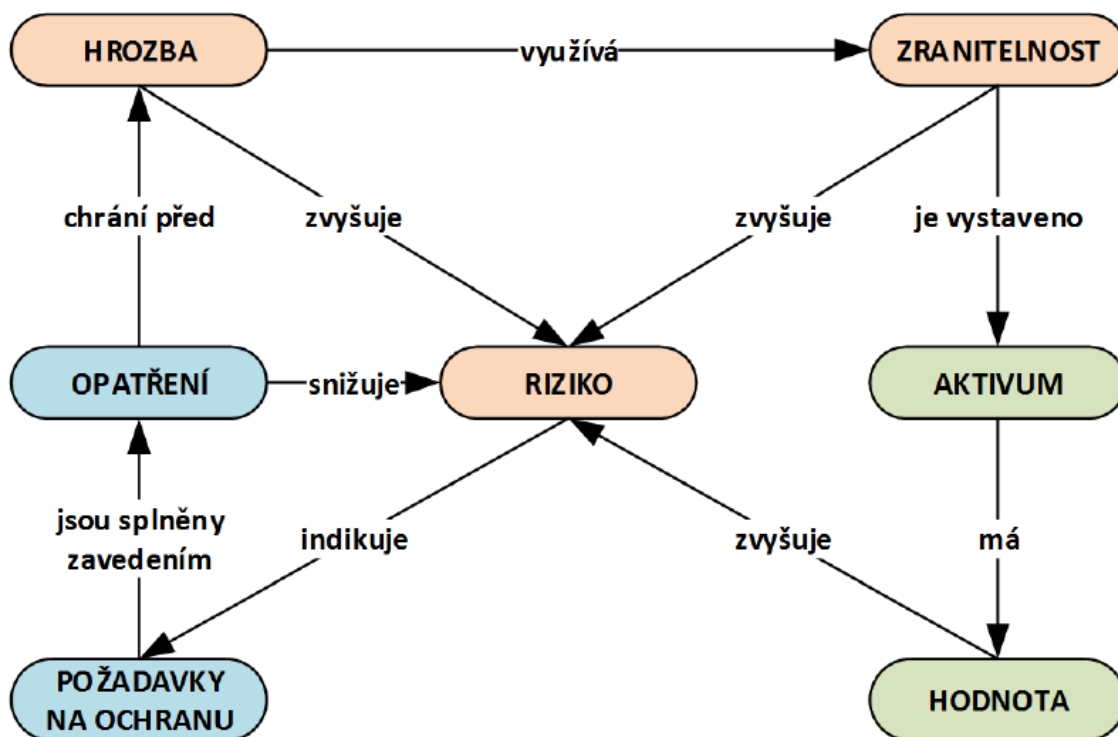 HROZBA
využívá
ZRANITELNOST
chrání před
zvyšuje
zvyšuje
je vystaveno
OPATŘENÍ
snižuje
RIZIKO
AKTIVUM
jsou splněny
zavedením
indikuje
zvyšuje
má
POŽADAVKY
NA OCHRANU
HODNOTA